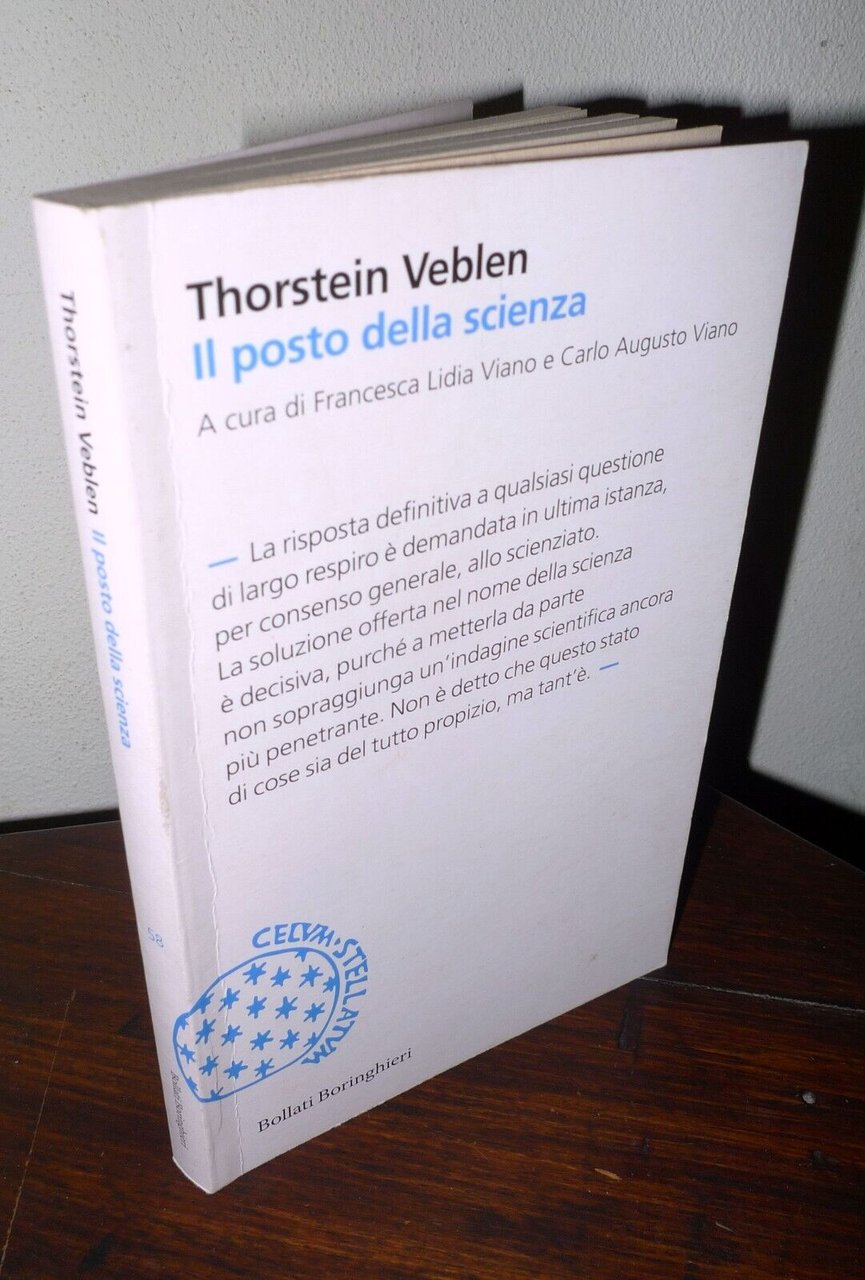 Thorstein Veblen
Il posto della scienza
A cura di Francesca Lidia Viano e Carlo Augusto Viano
— La risposta definitiva a qualsiasi questione
di largo respiro è demandata in ultima istanza,
per consenso generale, allo scienziato.
La soluzione offerta nel nome della scienza
è decisiva, purché a metterla da parte
non sopraggiunga un'indagine scientifica ancora
più penetrante. Non è detto che questo stato
di cose sia del tutto propizio, ma tant'è. —
CELVM·STELLATVM
Bollati Boringhieri
Thorstein Veblen Il posto della scienza
Bollati Boringhieri